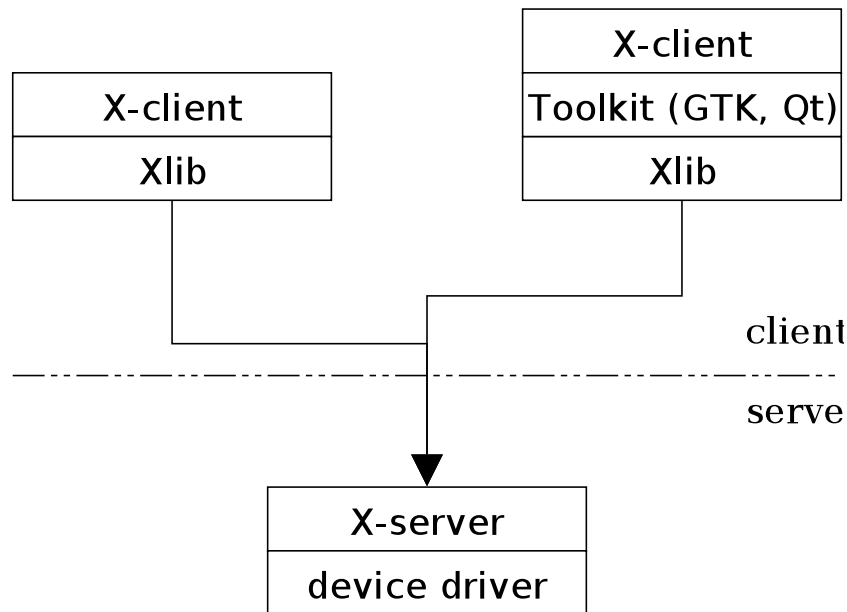 X-client
Toolkit (GTK, Qt)
Xlib
X-client
Xlib
client
serve
X-server
device driver